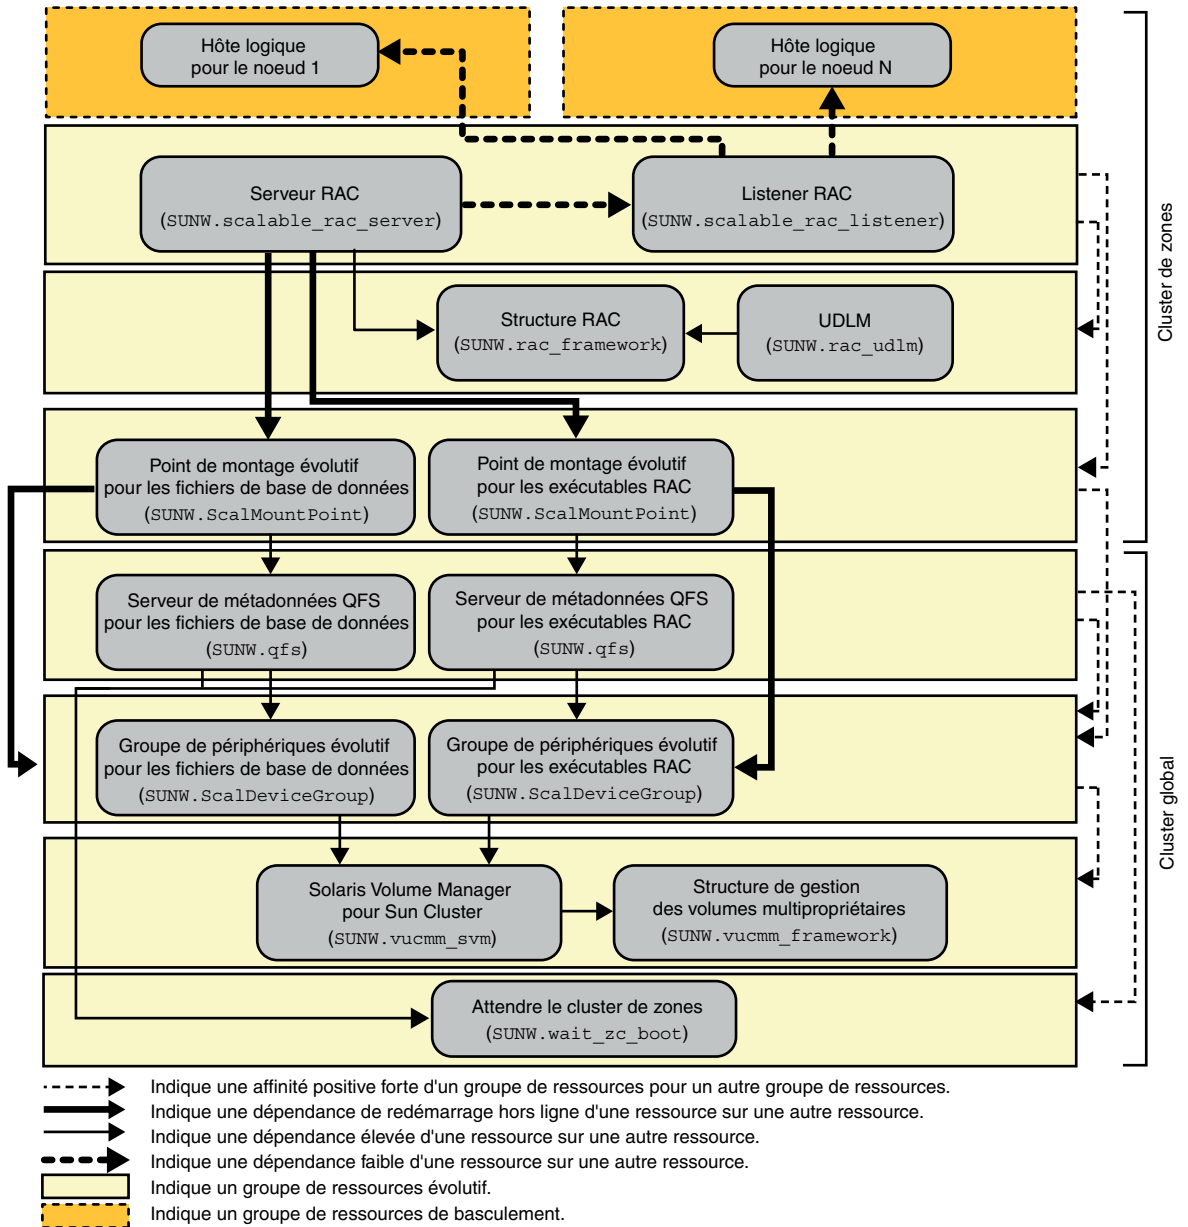 Hôte logique
pour le noeud 1
Hôte logique
pour le noeud N
Serveur RAC
(SUNW.scalable_rac_server)
Listener RAC
(SUNW.scalable_rac_listener)
Structure RAC
(SUNW.rac_framework)
UDLM
(SUNW.rac_udlm)
Cluster de zones
Point de montage évolutif
pour les fichiers de base de données
(SUNW.ScalMountPoint)
Point de montage évolutif
pour les exécutables RAC
(SUNW.ScalMountPoint)
Serveur de métadonnées QFS
pour les fichiers de base de données
(SUNW.qfs)
Serveur de métadonnées QFS
pour les exécutables RAC
(SUNW.qfs)
Groupe de périphériques évolutif
pour les fichiers de base de données
(SUNW.ScalDeviceGroup)
Groupe de périphériques évolutif
pour les exécutables RAC
(SUNW.ScalDeviceGroup)
Cluster global
Solaris Volume Manager
pour Sun Cluster
(SUNW.vucmm_svm)
Structure de gestion
des volumes multipropriétaires
(SUNW.vucmm_framework)
Attendre le cluster de zones
(SUNW.wait_zc_boot)
Indique une affinité positive forte d'un groupe de ressources pour un autre groupe de ressources.
Indique une dépendance de redémarrage hors ligne d'une ressource sur une autre ressource.
Indique une dépendance élevée d'une ressource sur une autre ressource.
Indique une dépendance faible d'une ressource sur une autre ressource.
Indique un groupe de ressources évolutif.
Indique un groupe de ressources de basculement.